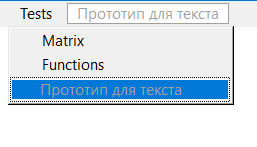 Tests Прототип для текста
Matrix
Functions
Прототип для текста